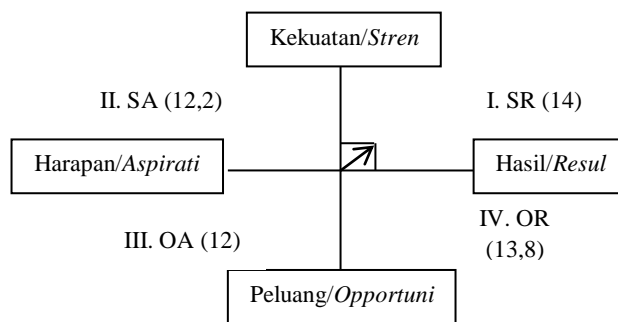 Kekuatan/Stren
II. SA (12,2)
I. SR (14)
Harapan/Aspirati
Hasil/Resul
III. OA (12)
IV. OR
(13,8)
Peluang/Opportuni